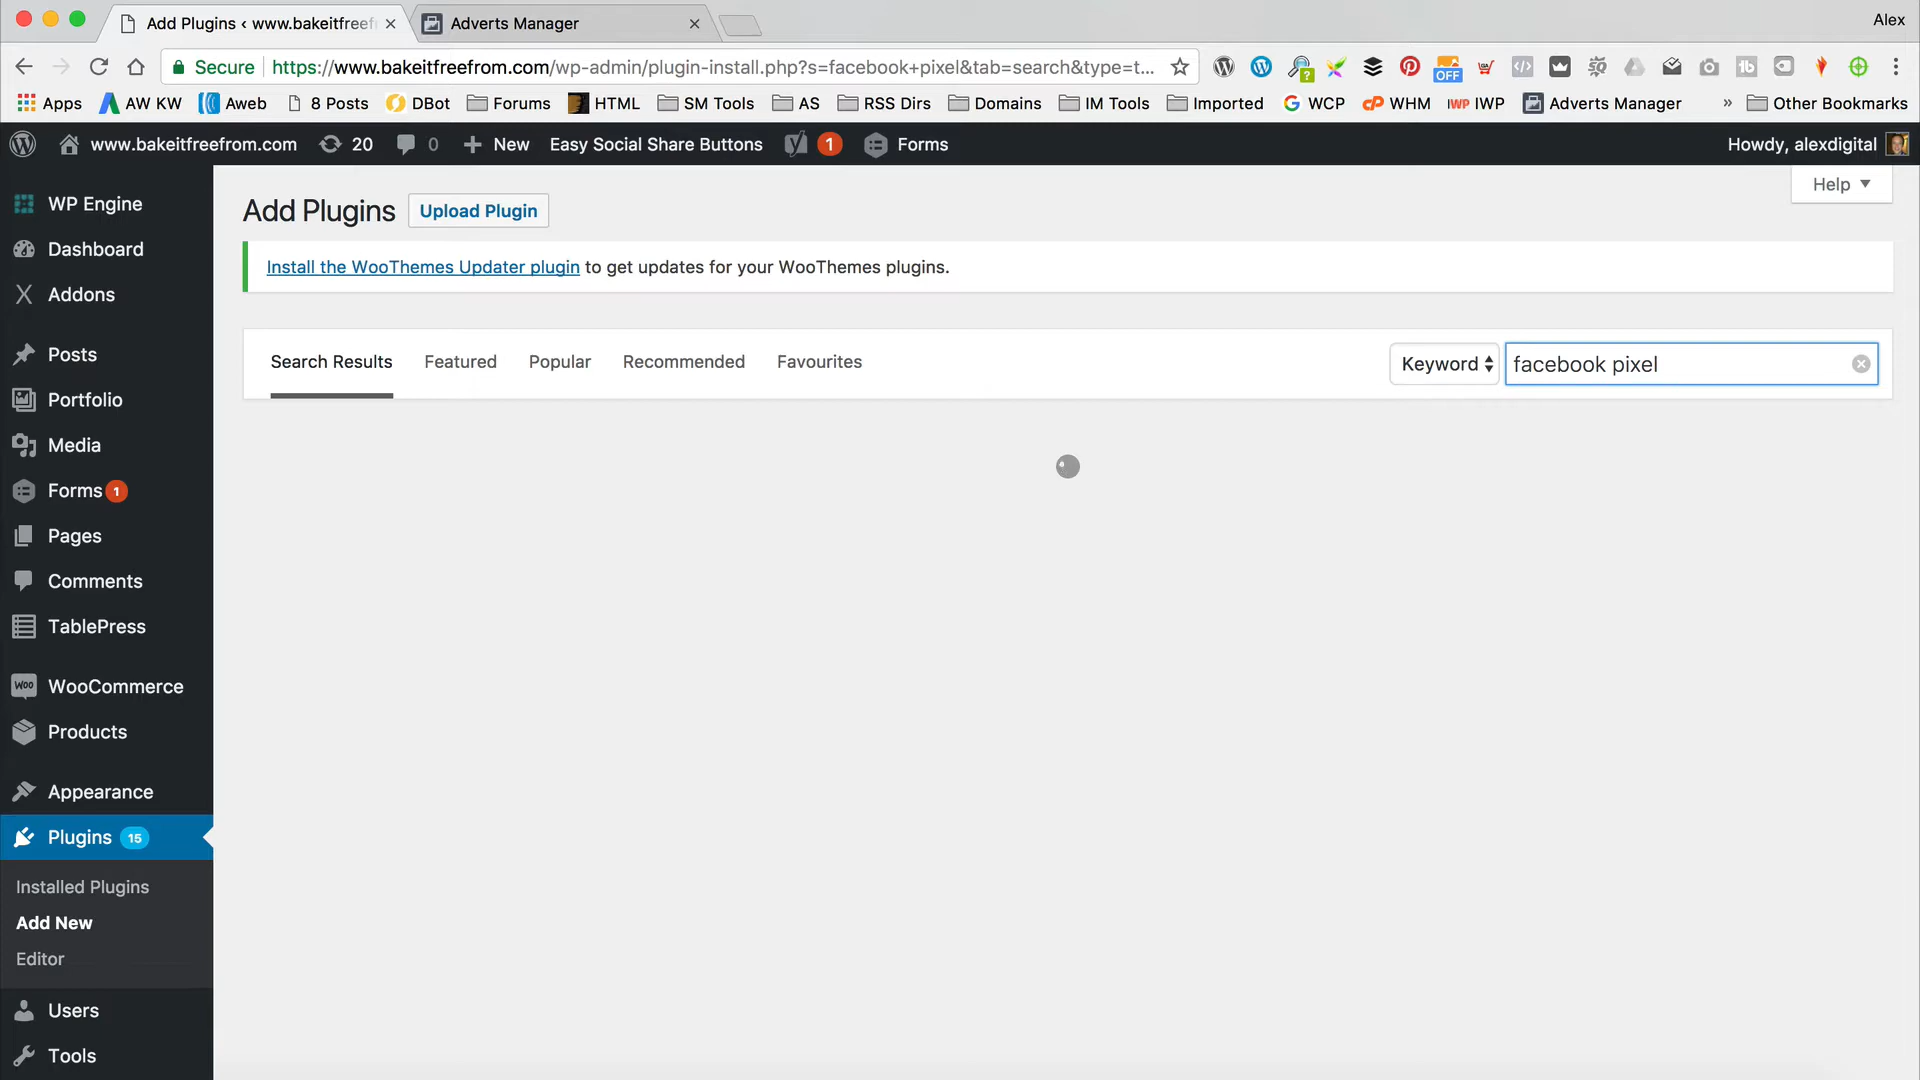 Add Plugins ‹ www.bakeitfreef
Adverts Manager
Alex
Secure https://www.bakeitfreefrom.com/wp-admin/plugin-install.php?s=facebook+pixel&tab=search&type=t...
OFF
Apps AW KW Aweb 8 Posts DBot Forums HTML SM Tools AS RSS Dirs Domains IM Tools Imported WCP WHM IWP IWP Adverts Manager » Other Bookmarks
www.bakeitfreefrom.com 20 0 New Easy Social Share Buttons 1 Forms Howdy, alexdigital
Help
WP Engine
Dashboard
Addons
Posts
Portfolio
Media
Forms 1
Pages
Comments
TablePress
WooCommerce
Products
Appearance
Plugins 15
Installed Plugins
Add New
Editor
Users
Tools
Add Plugins Upload Plugin
Install the WooThemes Updater plugin to get updates for your WooThemes plugins.
Search Results Featured Popular Recommended Favourites Keyword facebook pixel